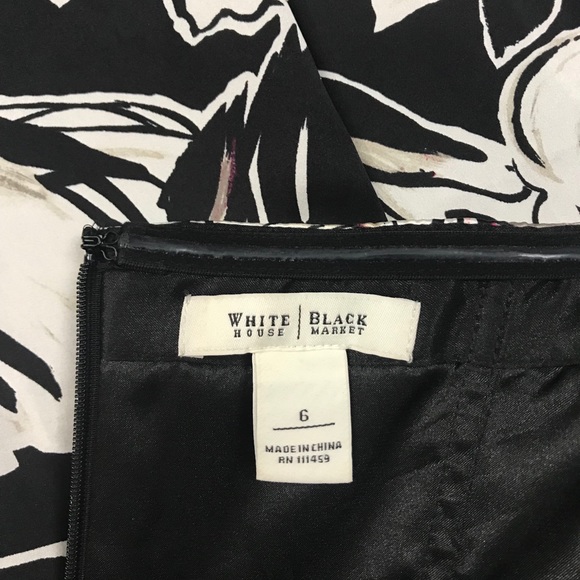 WHITE | BLACK
HOUSE | MARKET
6
MADE IN CHINA
RN 111459